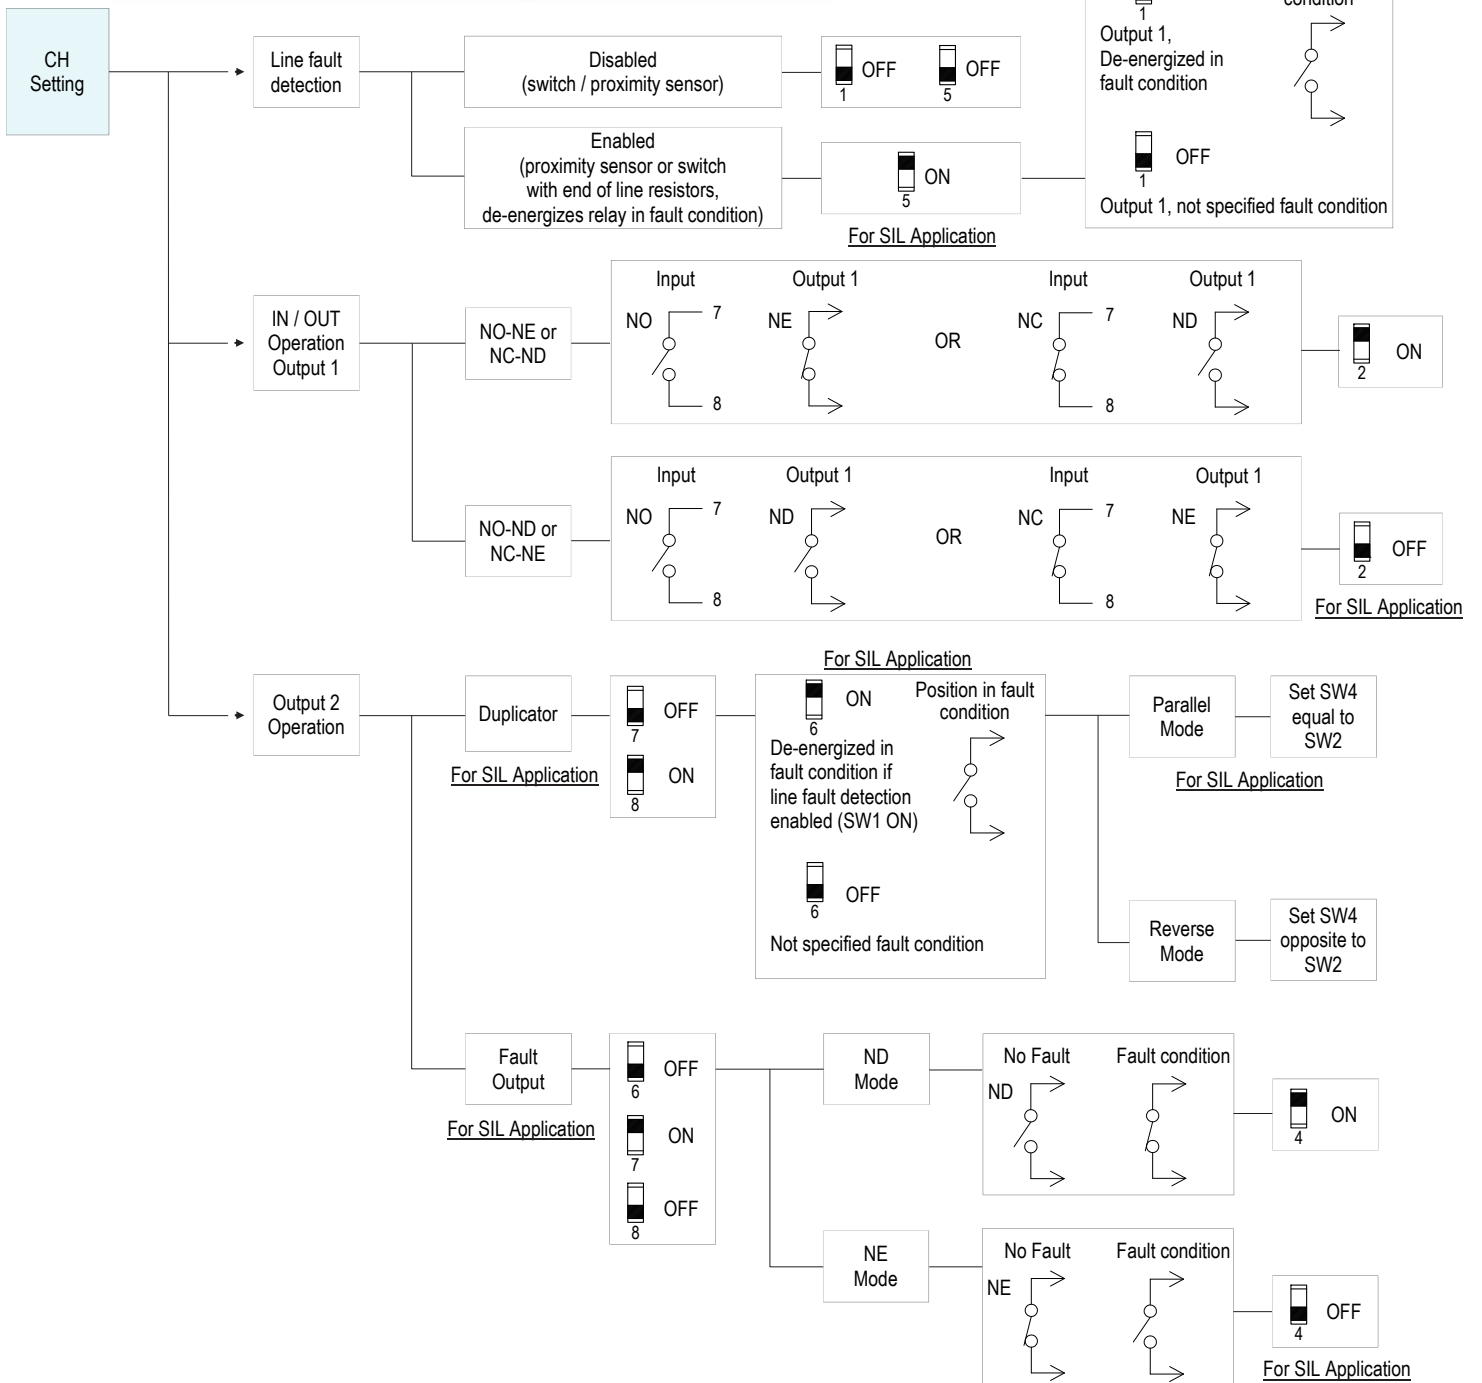 condition
1
Output 1,
De-energized in
fault condition
OFF
1
Output 1, not specified fault condition
CH
Setting
Line fault
detection
Disabled
(switch / proximity sensor)
OFF
1
OFF
5
Enabled
(proximity sensor or switch
with end of line resistors,
de-energizes relay in fault condition)
ON
5
For SIL Application
IN / OUT
Operation
Output 1
NO-NE or
NC-ND
Input
Output 1
NO
7
8
NE
OR
Input
Output 1
NC
7
8
ND
ON
2
NO-ND or
NC-NE
Input
Output 1
NO
7
8
ND
OR
Input
Output 1
NC
7
8
NE
OFF
2
For SIL Application
Output 2
Operation
Duplicator
For SIL Application
OFF
7
ON
8
For SIL Application
ON
6
Position in fault
condition
De-energized in
fault condition if
line fault detection
enabled (SW1 ON)
OFF
6
Not specified fault condition
Parallel
Mode
Set SW4
equal to
SW2
For SIL Application
Reverse
Mode
Set SW4
opposite to
SW2
Fault
Output
For SIL Application
OFF
6
ON
7
OFF
8
ND
Mode
No Fault
Fault condition
ND
ON
4
NE
Mode
No Fault
Fault condition
NE
OFF
4
For SIL Application